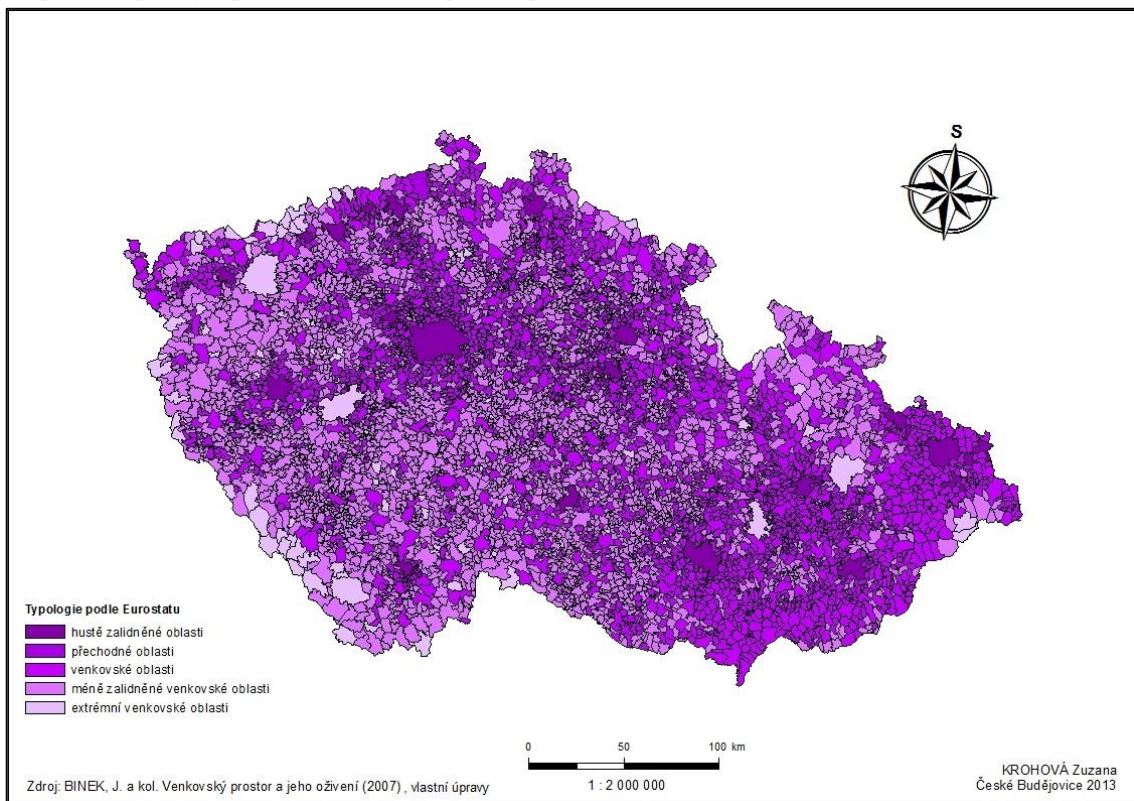 S
Typologie podle Eurostatu
hustě zalidněné oblasti
přechodné oblasti
venkovské oblasti
méně zalidněné venkovské oblasti
extrémní venkovské oblasti
0 50 100 km
1 : 2 000 000
Zdroj: BINEK, J. a kol. Venkovský prostor a jeho oživení (2007) , vlastní úpravy
KROHOVÁ Zuzana
České Budějovice 2013